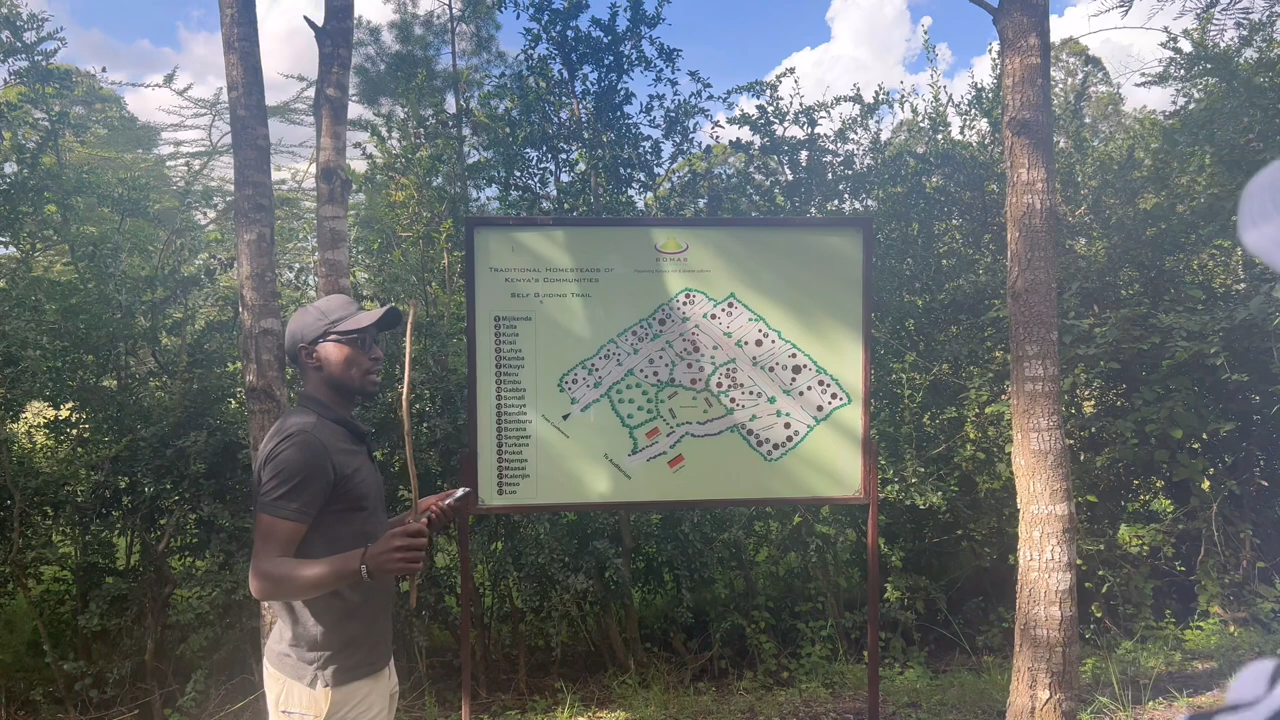 BOMAS
TRADITIONAL HOMESTEADS OF
KENYA'S COMMUNITIES
SELF GUIDING TRAIL
1 Mijikenda
2 Taita
3 Kuria
4 Kisii
5 Luhya
6 Kamba
7 Kikuyu
8 Meru
9 Embu
10 Gabbra
11 Somali
12 Sakuye
13 Rendile
14 Samburu
15 Borana
16 Sengwer
17 Turkana
18 Pokot
19 Njemps
20 Maasai
21 Kalenjin
22 Iteso
23 Luo
To Auditorium